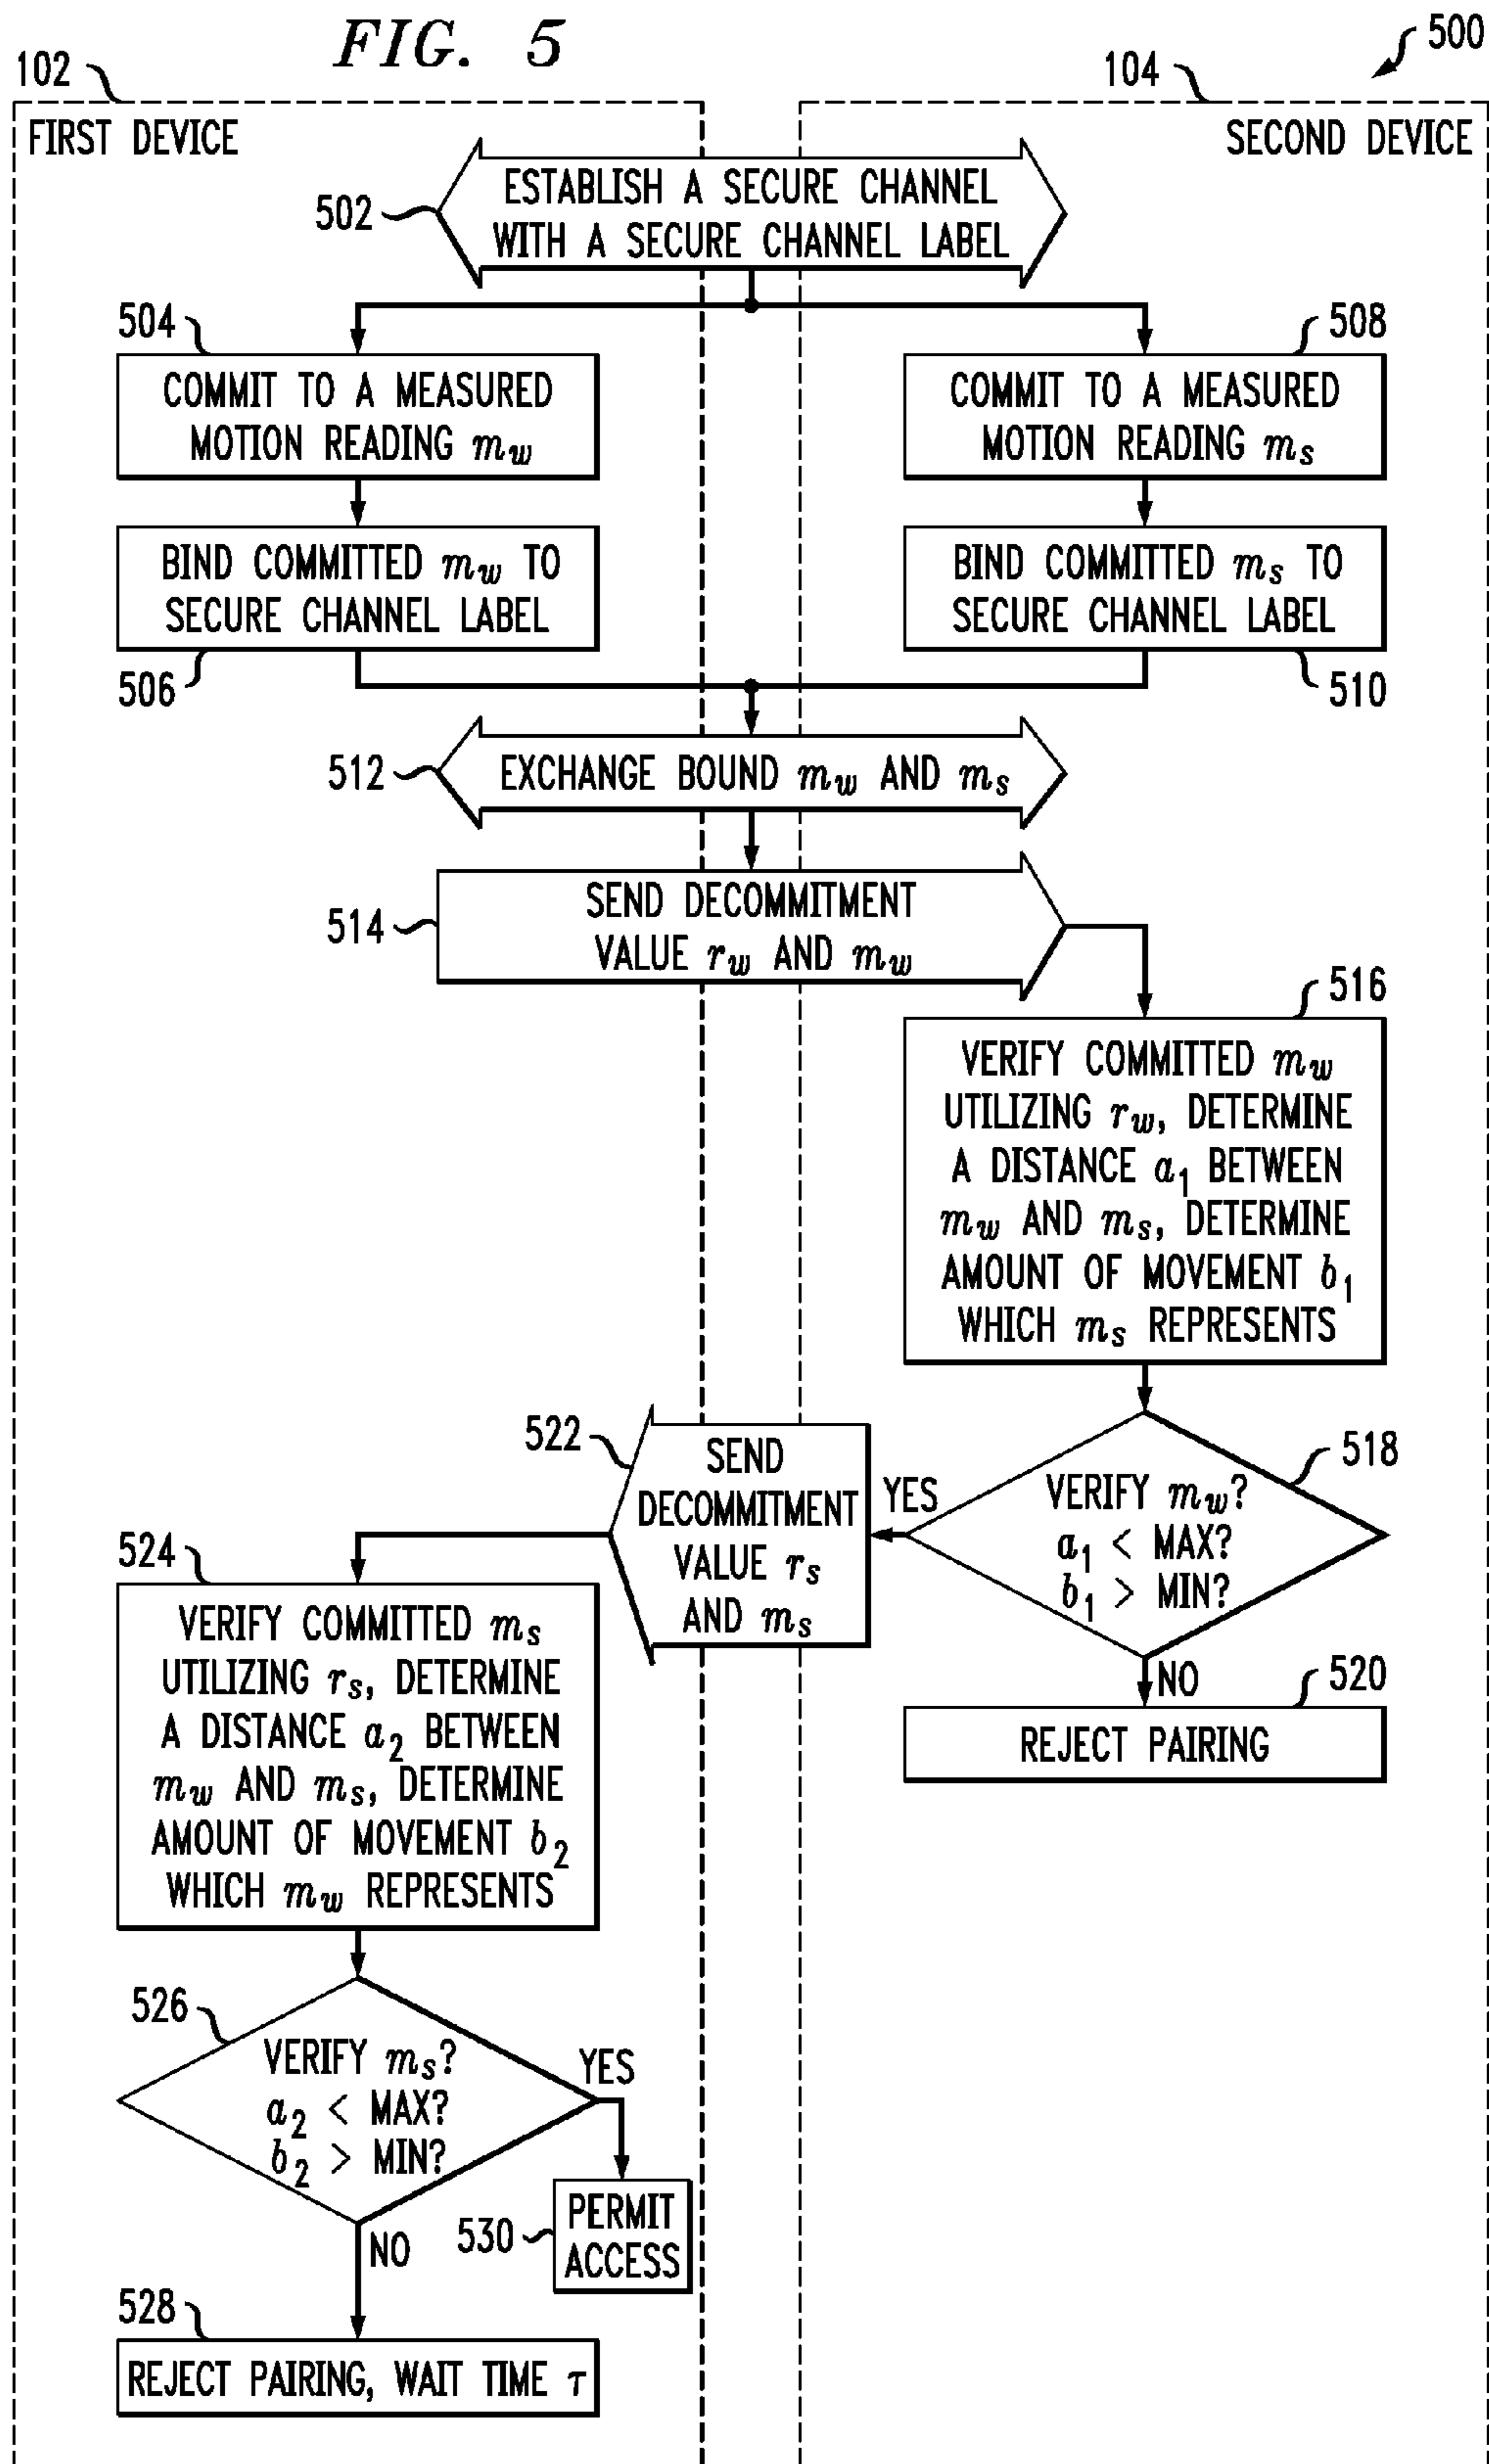 FIG. 5
500
102
104
FIRST DEVICE
SECOND DEVICE
502
ESTABLISH A SECURE CHANNEL
WITH A SECURE CHANNEL LABEL
504
COMMIT TO A MEASURED
MOTION READING mw
508
COMMIT TO A MEASURED
MOTION READING ms
BIND COMMITTED mw TO
SECURE CHANNEL LABEL
506
BIND COMMITTED ms TO
SECURE CHANNEL LABEL
510
512
EXCHANGE BOUND mw AND ms
514
SEND DECOMMITMENT
VALUE rw AND mw
516
VERIFY COMMITTED mw
UTILIZING rw, DETERMINE
A DISTANCE a1 BETWEEN
mw AND ms, DETERMINE
AMOUNT OF MOVEMENT b1
WHICH ms REPRESENTS
518
VERIFY mw?
a1 < MAX?
b1 > MIN?
YES
NO
520
REJECT PAIRING
522
SEND
DECOMMITMENT
VALUE rs
AND ms
524
VERIFY COMMITTED ms
UTILIZING rs, DETERMINE
A DISTANCE a2 BETWEEN
mw AND ms, DETERMINE
AMOUNT OF MOVEMENT b2
WHICH mw REPRESENTS
526
VERIFY ms?
a2 < MAX?
b2 > MIN?
YES
NO
530
PERMIT
ACCESS
528
REJECT PAIRING, WAIT TIME τ